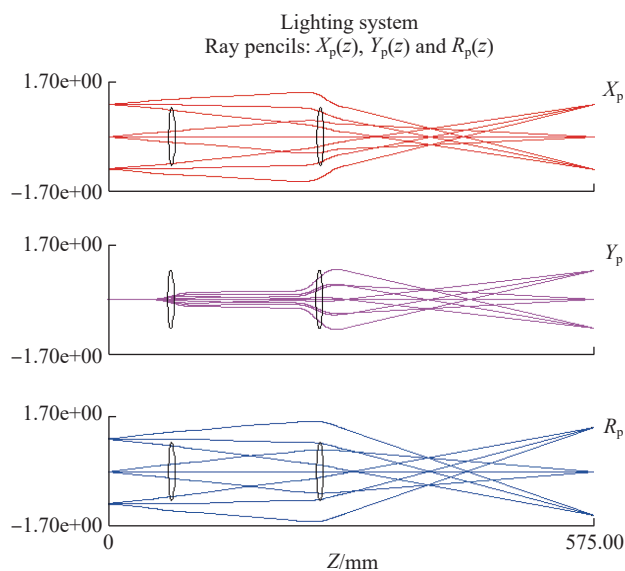 Lighting system
Ray pencils: Xp(z), Yp(z) and Rp(z)
1.70e+00
Xp
−1.70e+00
1.70e+00
Yp
−1.70e+00
1.70e+00
Rp
−1.70e+00
0
575.00
Z/mm